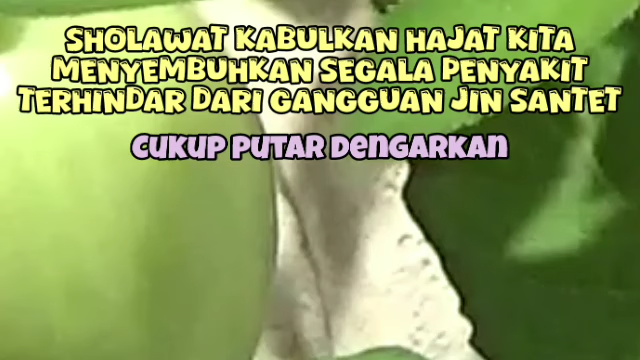 SHOLAWAT KABULKAN HAJAT KITA
MENYEMBUHKAN SEGALA PENYAKIT
TERHINDAR DARI GANGGUAN JIN SANTET
CUKUP PUTAR DENGARKAN